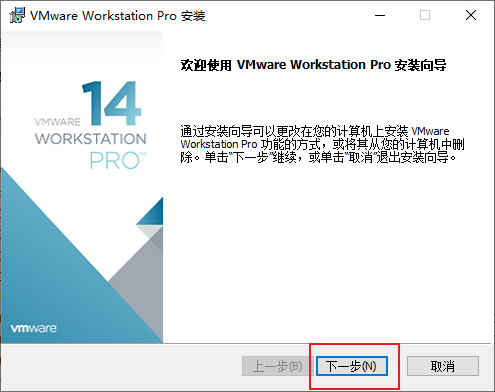 VMware Workstation Pro 安装
欢迎使用 VMware Workstation Pro 安装向导
VMWARE 14
WORKSTATION
PRO™
通过安装向导可以更改在您的计算机上安装 VMware
Workstation Pro 功能的方式，或将其从您的计算机中删
除。单击“下一步”继续，或单击“取消”退出安装向导。
vmware
上一步(B)
下一步(N)
取消